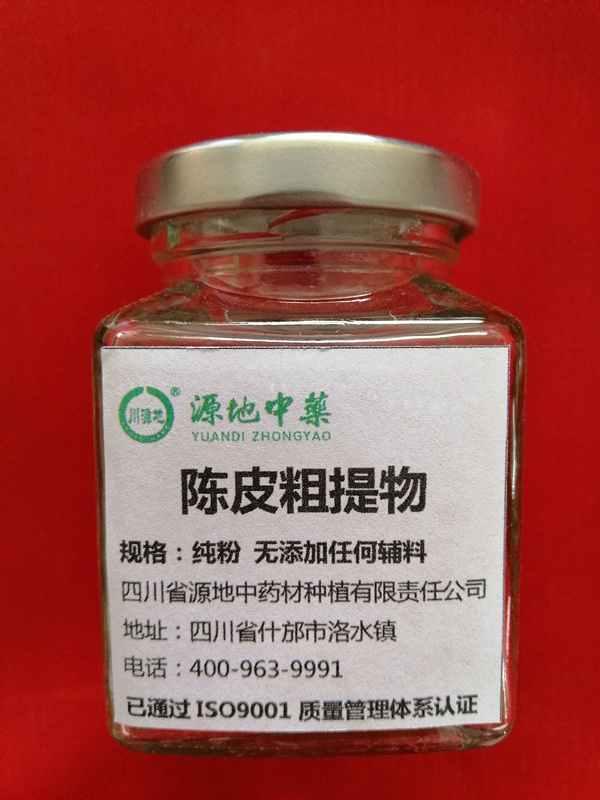 川源地®
源地中藥
YUANDI ZHONGYAO
陈皮粗提物
规格：纯粉 无添加任何辅料
四川省源地中药材种植有限责任公司
地址：四川省什邡市洛水镇
电话：400-963-9991
已通过 ISO9001 质量管理体系认证